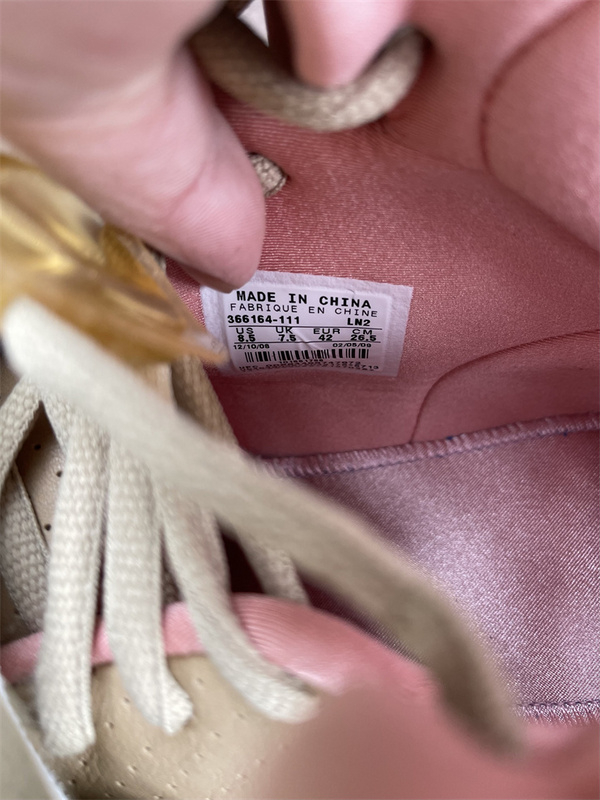 MADE IN CHINA
FABRIQUE EN CHINE
366164-111 LN2
US UK EUR CM
8.5 7.5 42 26.5
12/10/08 02/05/09